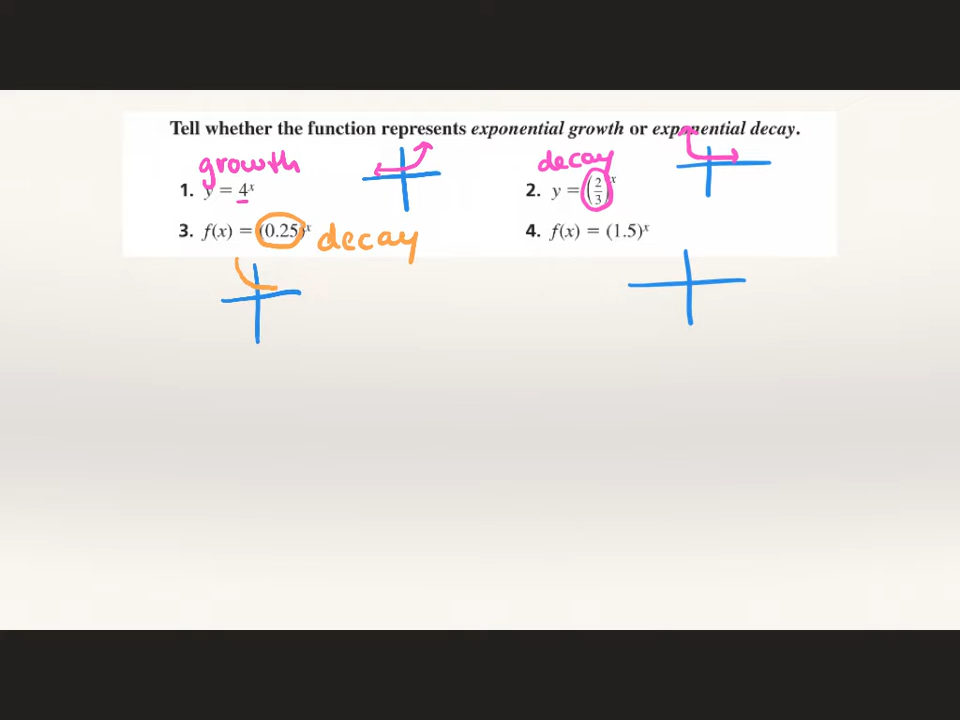 Tell whether the function represents exponential growth or exponential decay.
growth
decay
1. y = 4ˣ
2. y = (2/3)ˣ
3. f(x) = (0.25)ˣ decay
4. f(x) = (1.5)ˣ